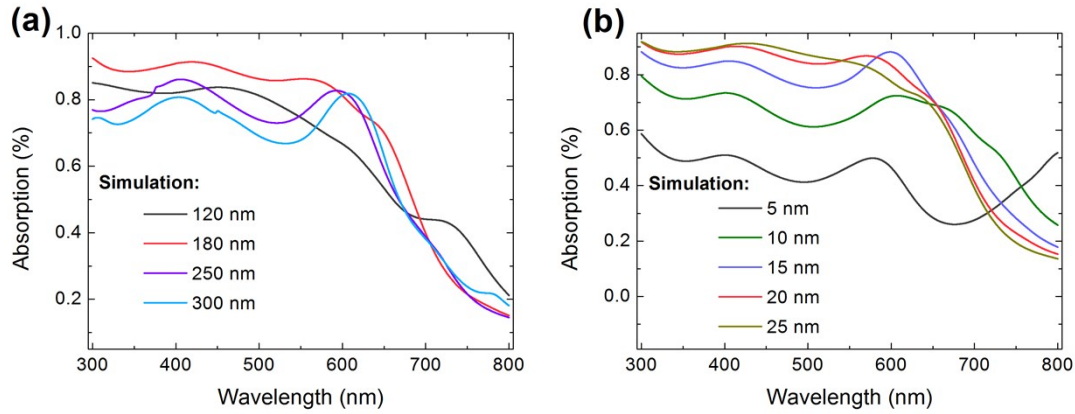 (a)
1.0
0.8
0.6
0.4
0.2
Absorption (%)
Simulation:
120 nm
180 nm
250 nm
300 nm
300 400 500 600 700 800
Wavelength (nm)
(b)
0.8
0.6
0.4
0.2
0.0
Absorption (%)
Simulation:
5 nm
10 nm
15 nm
20 nm
25 nm
300 400 500 600 700 800
Wavelength (nm)